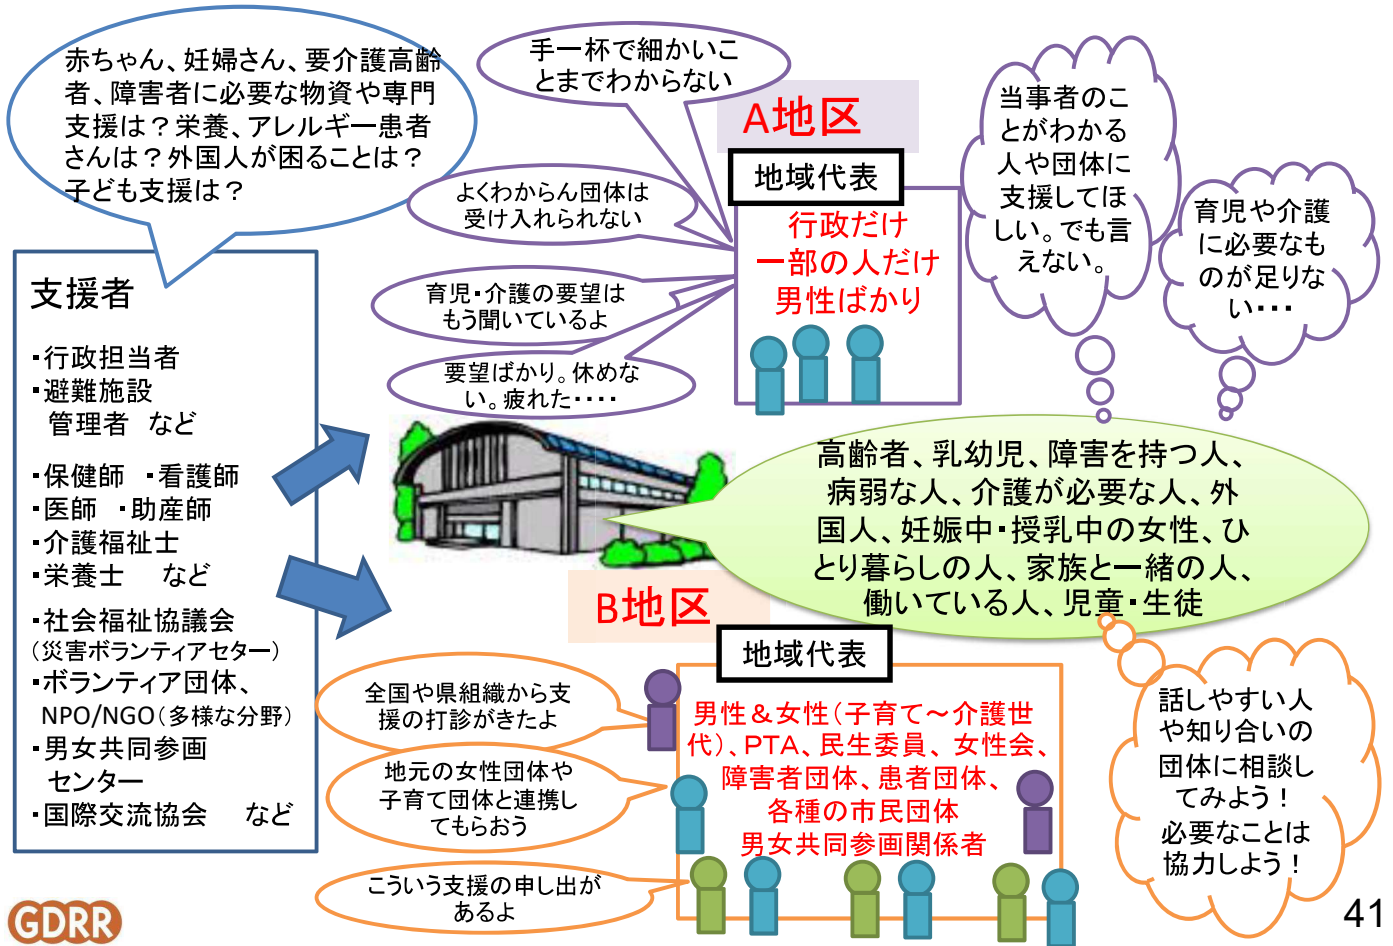 赤ちゃん、妊婦さん、要介護高齢
者、障害者に必要な物資や専門
支援は？栄養、アレルギー患者
さんは？外国人が困ることは？
子ども支援は？
支援者
・行政担当者
・避難施設
管理者 など
・保健師 ・看護師
・医師 ・助産師
・介護福祉士
・栄養士 など
・社会福祉協議会
（災害ボランティアセター）
・ボランティア団体、
NPO/NGO（多様な分野）
・男女共同参画
センター
・国際交流協会 など
手一杯で細かいこ
とまでわからない
よくわからん団体は
受け入れられない
育児・介護の要望は
もう聞いているよ
要望ばかり。休めな
い。疲れた・・・・
A地区
地域代表
行政だけ
一部の人だけ
男性ばかり
当事者のこ
とがわかる
人や団体に
支援してほ
しい。でも言
えない。
育児や介護
に必要なも
のが足りな
い・・・
高齢者、乳幼児、障害を持つ人、
病弱な人、介護が必要な人、外
国人、妊娠中・授乳中の女性、ひ
とり暮らしの人、家族と一緒の人、
働いている人、児童・生徒
B地区
地域代表
全国や県組織から支
援の打診がきたよ
地元の女性団体や
子育て団体と連携し
てもらおう
こういう支援の申し出が
あるよ
男性＆女性（子育て～介護世
代）、PTA、民生委員、女性会、
障害者団体、患者団体、
各種の市民団体
男女共同参画関係者
話しやすい人
や知り合いの
団体に相談し
てみよう！
必要なことは
協力しよう！
GDRR
41